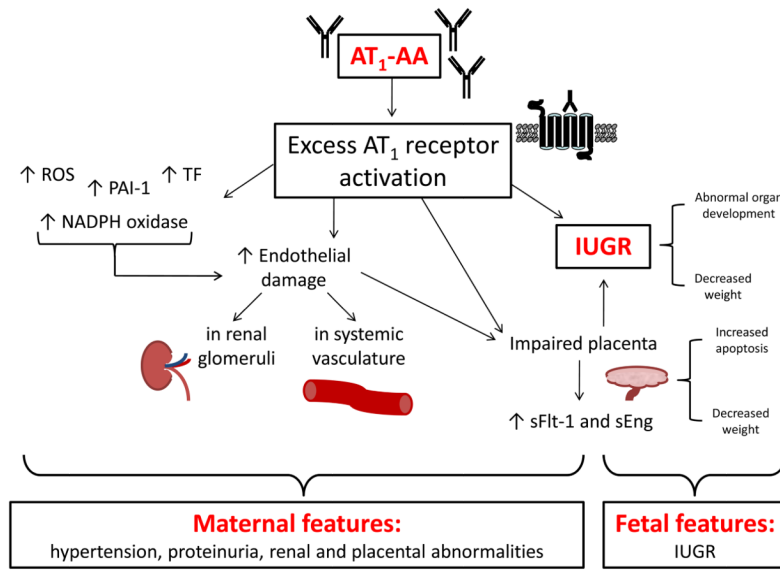 AT₁-AA
Excess AT₁ receptor
activation
↑ ROS
↑ PAI-1
↑ TF
↑ NADPH oxidase
↑ Endothelial
damage
in renal
glomeruli
in systemic
vasculature
IUGR
Abnormal organ
development
Decreased
weight
Impaired placenta
Increased
apoptosis
Decreased
weight
↑ sFlt-1 and sEng
Maternal features:
hypertension, proteinuria, renal and placental abnormalities
Fetal features:
IUGR